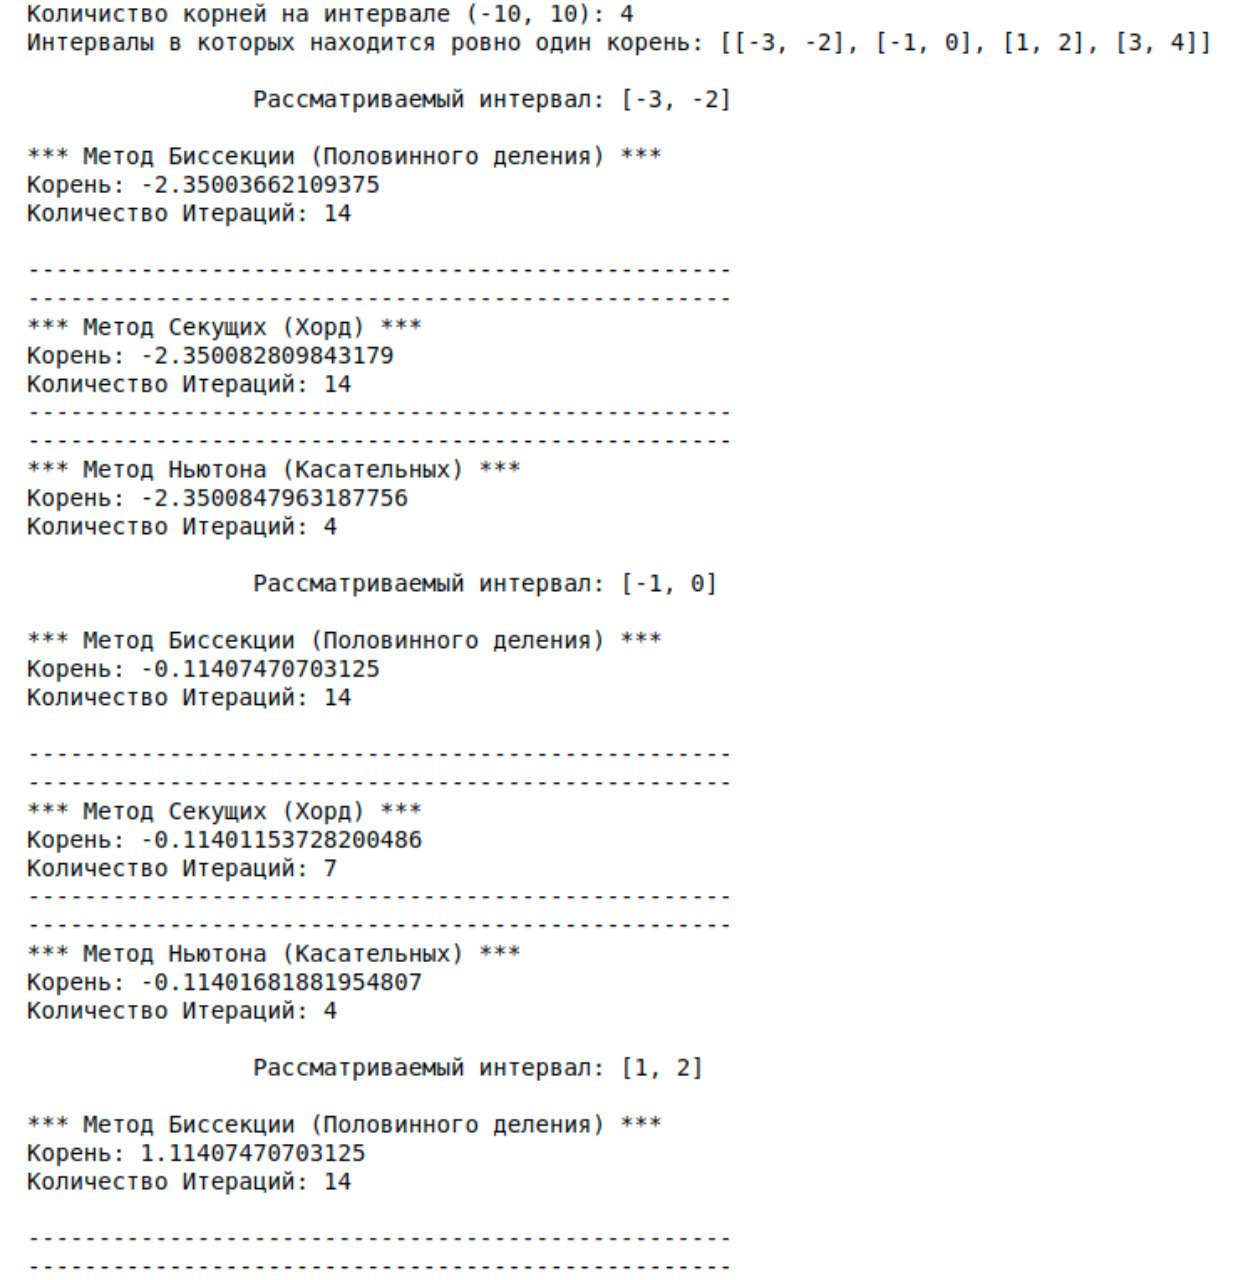 Количиство корней на интервале (-10, 10): 4
Интервалы в которых находится ровно один корень: [[-3, -2], [-1, 0], [1, 2], [3, 4]]
Рассматриваемый интервал: [-3, -2]
*** Метод Биссекции (Половинного деления) ***
Корень: -2.35003662109375
Количество Итераций: 14
--------------------------------------------------
--------------------------------------------------
*** Метод Секущих (Хорд) ***
Корень: -2.350082809843179
Количество Итераций: 14
--------------------------------------------------
--------------------------------------------------
*** Метод Ньютона (Касательных) ***
Корень: -2.3500847963187756
Количество Итераций: 4
Рассматриваемый интервал: [-1, 0]
*** Метод Биссекции (Половинного деления) ***
Корень: -0.11407470703125
Количество Итераций: 14
--------------------------------------------------
--------------------------------------------------
*** Метод Секущих (Хорд) ***
Корень: -0.11401153728200486
Количество Итераций: 7
--------------------------------------------------
--------------------------------------------------
*** Метод Ньютона (Касательных) ***
Корень: -0.11401681881954807
Количество Итераций: 4
Рассматриваемый интервал: [1, 2]
*** Метод Биссекции (Половинного деления) ***
Корень: 1.11407470703125
Количество Итераций: 14
--------------------------------------------------
--------------------------------------------------